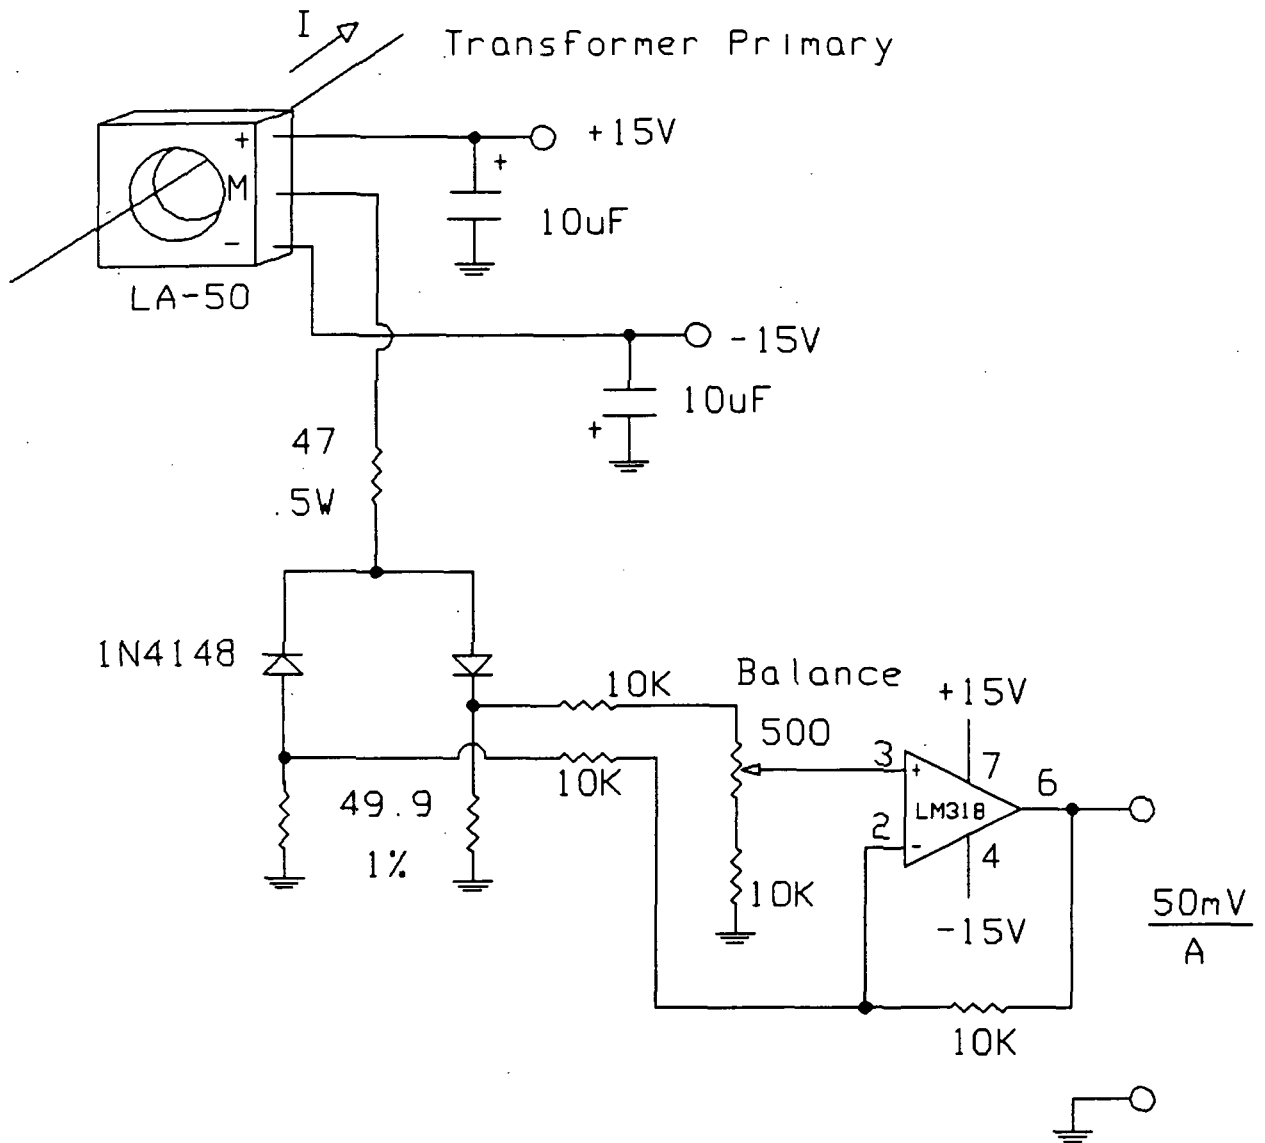 I
Transformer Primary
+
+15V
M
+
10uF
-
LA-50
-15V
10uF
+
47
.5W
1N4148
10K
Balance
+15V
500
3
+
7
6
10K
LM318
49.9
2
-
4
1%
10K
-15V
50mV
A
10K